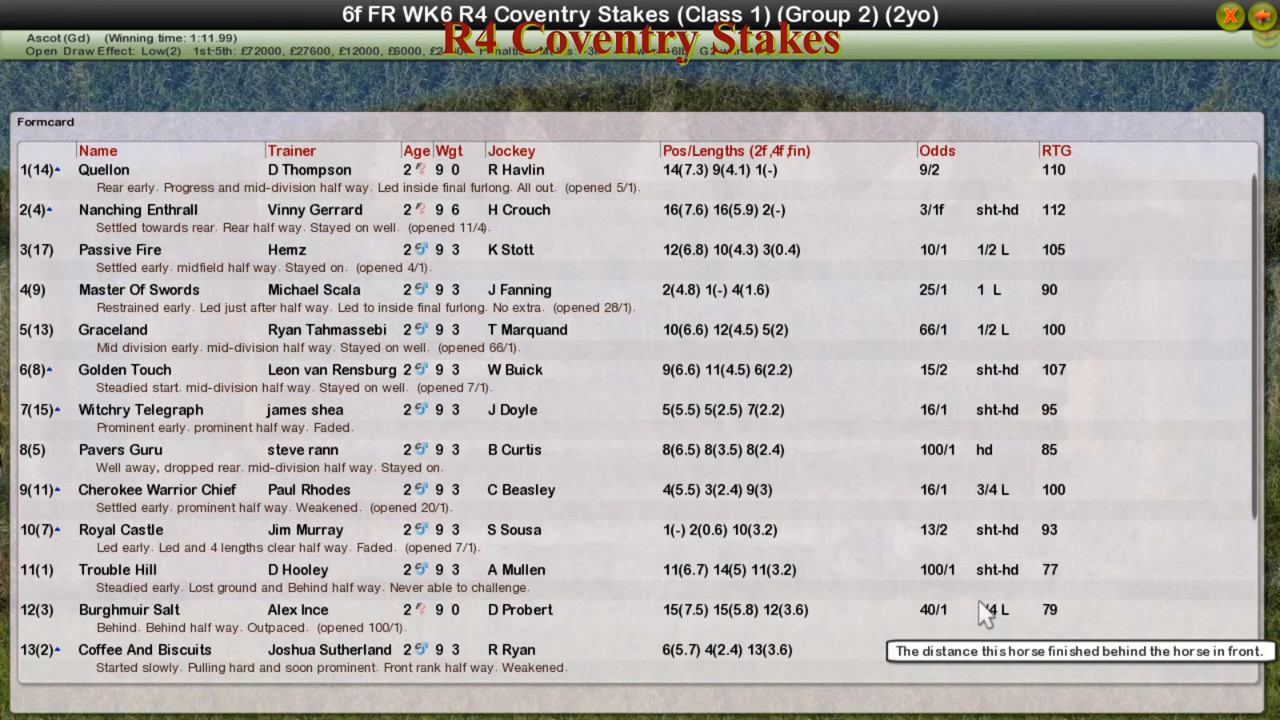 6f FR WK6 R4 Coventry Stakes (Class 1) (Group 2) (2yo)
R4 Coventry Stakes
Ascot(Gd) (Winning time: 1:11.99)
Open Draw Effect: Low(2) 1st-5th: £72000, £27600, £12000, £6000,
Formcard
Name Trainer Age Wgt Jockey Pos/Lengths (2f,4f,fin) Odds RTG
1(14) Quellon D Thompson 2 9 0 R Havlin 14(7.3) 9(4.1) 1(-) 9/2 110
Rear early. Progress and mid-division half way. Led inside final furlong. All out. (opened 5/1).
2(4) Nanching Enthrall Vinny Gerrard 2 9 6 H Crouch 16(7.6) 16(5.9) 2(-) 3/1f sht-hd 112
Settled towards rear. Rear half way. Stayed on well. (opened 11/4).
3(17) Passive Fire Hemz 2 9 3 K Stott 12(6.8) 10(4.3) 3(0.4) 10/1 1/2 L 105
Settled early. midfield half way. Stayed on. (opened 4/1).
4(9) Master Of Swords Michael Scala 2 9 3 J Fanning 2(4.8) 1(-) 4(1.6) 25/1 1 L 90
Restrained early. Led just after half way. Led to inside final furlong. No extra. (opened 28/1).
5(13) Graceland Ryan Tahmassebi 2 9 3 T Marquand 10(6.6) 12(4.5) 5(2) 66/1 1/2 L 100
Mid division early. mid-division half way. Stayed on well. (opened 66/1).
6(8) Golden Touch Leon van Rensburg 2 9 3 W Buick 9(6.6) 11(4.5) 6(2.2) 15/2 sht-hd 107
Steadied start. mid-division half way. Stayed on well. (opened 7/1).
7(15) Witchry Telegraph james shea 2 9 3 J Doyle 5(5.5) 5(2.5) 7(2.2) 16/1 sht-hd 95
Prominent early. prominent half way. Faded.
8(5) Pavers Guru steve rann 2 9 3 B Curtis 8(6.5) 8(3.5) 8(2.4) 100/1 hd 85
Well away, dropped rear. mid-division half way. Stayed on.
9(11) Cherokee Warrior Chief Paul Rhodes 2 9 3 C Beasley 4(5.5) 3(2.4) 9(3) 16/1 3/4 L 100
Settled early. prominent half way. Weakened. (opened 20/1).
10(7) Royal Castle Jim Murray 2 9 3 S Sousa 1(-) 2(0.6) 10(3.2) 13/2 sht-hd 93
Led early. Led and 4 lengths clear half way. Faded. (opened 7/1).
11(1) Trouble Hill D Hooley 2 9 3 A Mullen 11(6.7) 14(5) 11(3.2) 100/1 sht-hd 77
Steadied early. Lost ground and Behind half way. Never able to challenge.
12(3) Burghmuir Salt Alex Ince 2 9 0 D Probert 15(7.5) 15(5.8) 12(3.6) 40/1 L 79
Behind. Behind half way. Outpaced. (opened 100/1).
13(2) Coffee And Biscuits Joshua Sutherland 2 9 3 R Ryan 6(5.7) 4(2.4) 13(3.6)
The distance this horse finished behind the horse in front.
Started slowly. Pulling hard and soon prominent. Front rank half way. Weakened.